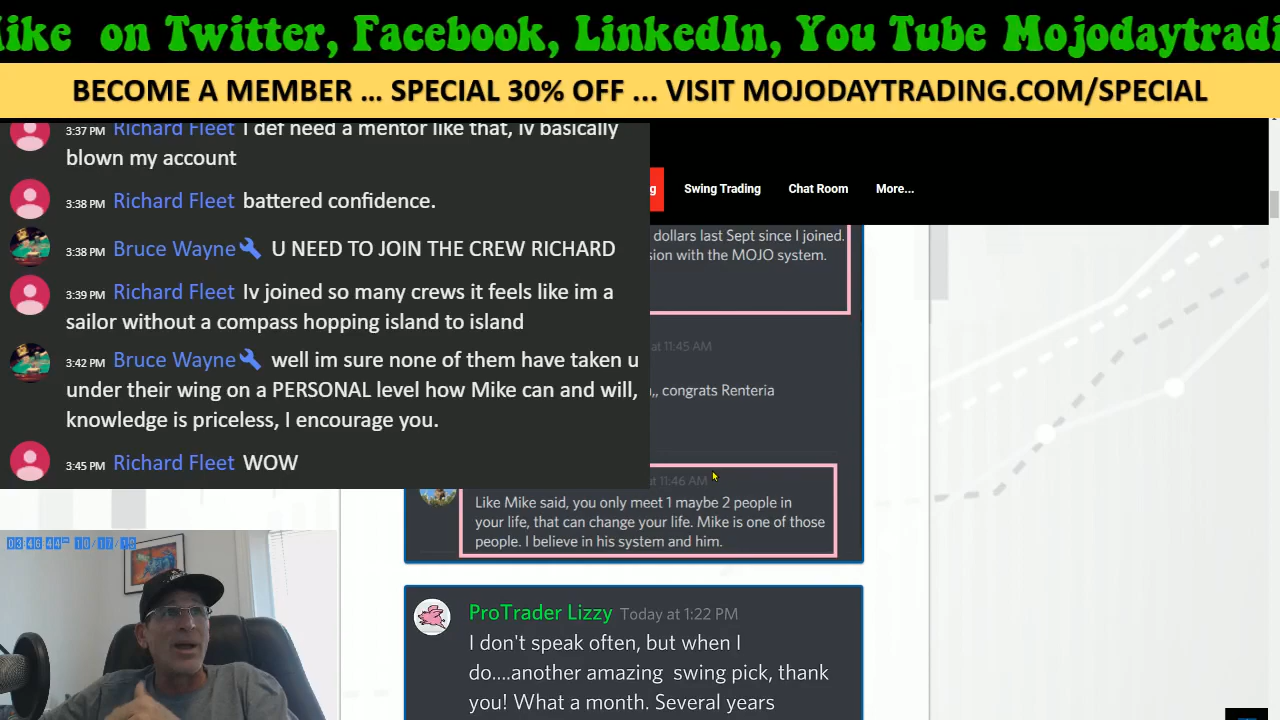 ike on Twitter, Facebook, LinkedIn, You Tube Mojodaytradi
BECOME A MEMBER ... SPECIAL 30% OFF ... VISIT MOJODAYTRADING.COM/SPECIAL
3:37 PM Richard Fleet I def need a mentor like that, iv basically
blown my account
3:38 PM Richard Fleet battered confidence.
3:38 PM Bruce Wayne U NEED TO JOIN THE CREW RICHARD
3:39 PM Richard Fleet Iv joined so many crews it feels like im a
sailor without a compass hopping island to island
3:42 PM Bruce Wayne well im sure none of them have taken u
under their wing on a PERSONAL level how Mike can and will,
knowledge is priceless, I encourage you.
3:45 PM Richard Fleet WOW
g Swing Trading Chat Room More...
dollars last Sept since I joined.
sion with the MOJO system.
at 11:45 AM
,, congrats Renteria
at 11:46 AM
Like Mike said, you only meet 1 maybe 2 people in
your life, that can change your life. Mike is one of those
people. I believe in his system and him.
ProTrader Lizzy Today at 1:22 PM
I don't speak often, but when I
do....another amazing swing pick, thank
you! What a month. Several years